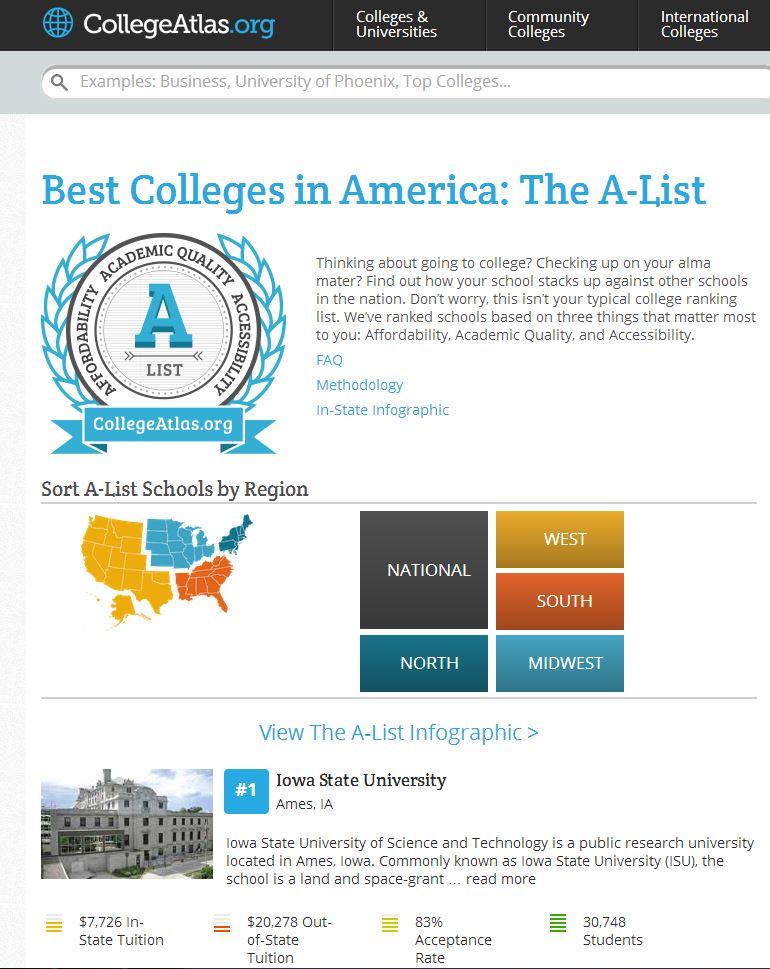 CollegeAtlas.org
Colleges &
Universities
Community
Colleges
International
Colleges
Examples: Business, University of Phoenix, Top Colleges...
Best Colleges in America: The A-List
AFFORDABILITY ACADEMIC QUALITY ACCESSIBILITY
A
LIST
CollegeAtlas.org
Thinking about going to college? Checking up on your alma
mater? Find out how your school stacks up against other schools
in the nation. Don't worry, this isn't your typical college ranking
list. We've ranked schools based on three things that matter most
to you: Affordability, Academic Quality, and Accessibility.
FAQ
Methodology
In-State Infographic
Sort A-List Schools by Region
NATIONAL
WEST
SOUTH
NORTH
MIDWEST
View The A-List Infographic >
#1
Iowa State University
Ames, IA
Iowa State University of Science and Technology is a public research university
located in Ames, Iowa. Commonly known as Iowa State University (ISU), the
school is a land and space-grant … read more
$7,726 In-
State Tuition
$20,278 Out-
of-State
Tuition
83%
Acceptance
Rate
30,748
Students